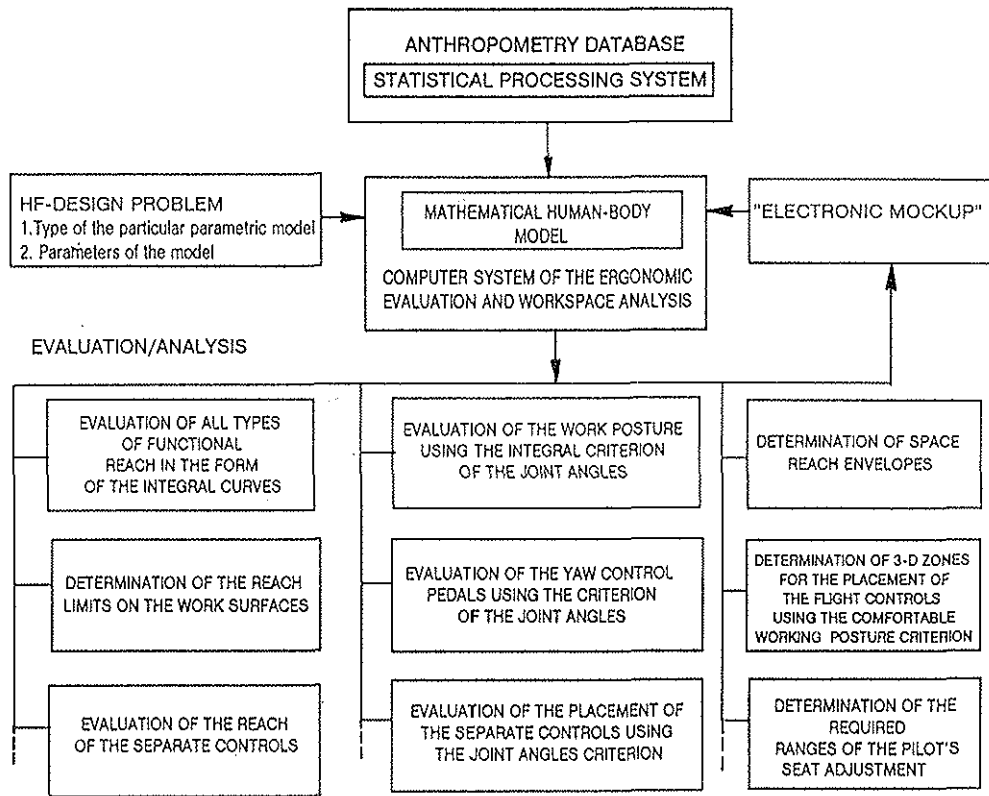 ANTHROPOMETRY DATABASE
STATISTICAL PROCESSING SYSTEM
HF-DESIGN PROBLEM
1.Type of the particular parametric model
2. Parameters of the model
MATHEMATICAL HUMAN-BODY
MODEL
COMPUTER SYSTEM OF THE ERGONOMIC
EVALUATION AND WORKSPACE ANALYSIS
"ELECTRONIC MOCKUP"
EVALUATION/ANALYSIS
EVALUATION OF ALL TYPES
OF FUNCTIONAL
REACH IN THE FORM
OF THE INTEGRAL CURVES
EVALUATION OF THE WORK POSTURE
USING THE INTEGRAL CRITERION
OF THE JOINT ANGLES
DETERMINATION OF SPACE
REACH ENVELOPES
DETERMINATION OF THE REACH
LIMITS ON THE WORK SURFACES
EVALUATION OF THE YAW CONTROL
PEDALS USING THE CRITERION
OF THE JOINT ANGLES
DETERMINATION OF 3-D ZONES
FOR THE PLACEMENT OF
THE FLIGHT CONTROLS
USING THE COMFORTABLE
WORKING POSTURE CRITERION
EVALUATION OF THE REACH
OF THE SEPARATE CONTROLS
EVALUATION OF THE PLACEMENT OF
THE SEPARATE CONTROLS USING
THE JOINT ANGLES CRITERION
DETERMINATION OF THE
REQUIRED
RANGES OF THE PILOT'S
SEAT ADJUSTMENT